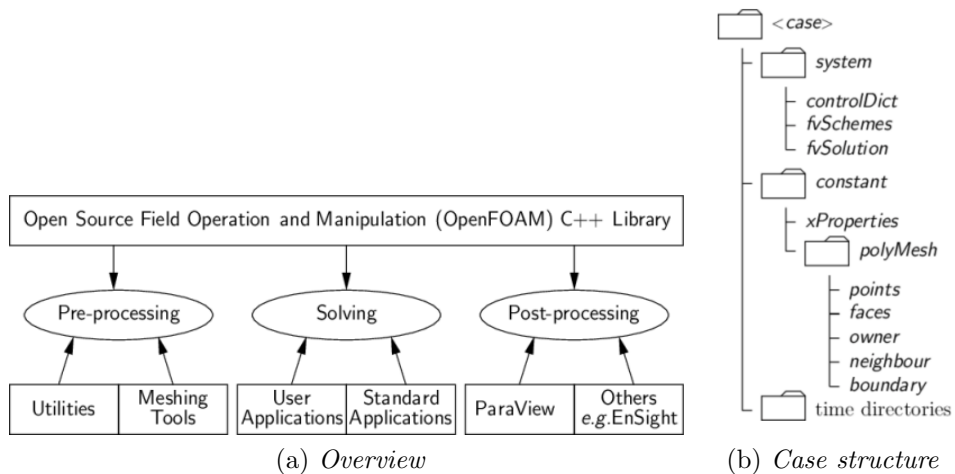 Open Source Field Operation and Manipulation (OpenFOAM) C++ Library
Pre-processing
Solving
Post-processing
Utilities
Meshing
Tools
User
Applications
Standard
Applications
ParaView
Others
e.g.EnSight
(a) Overview
<case>
system
controlDict
fvSchemes
fvSolution
constant
xProperties
polyMesh
points
faces
owner
neighbour
boundary
time directories
(b) Case structure